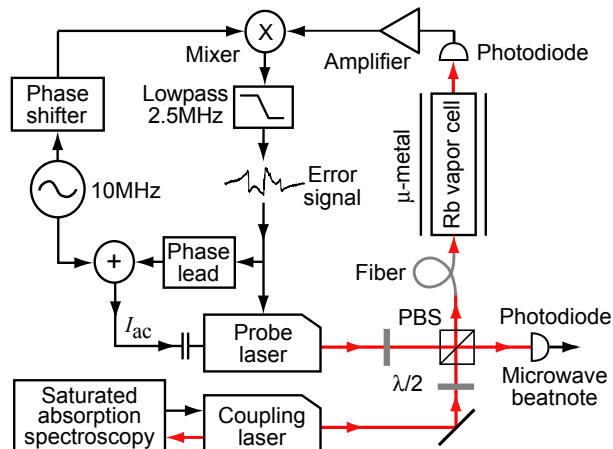 X
Mixer
Amplifier
Photodiode
Phase
shifter
Lowpass
2.5MHz
μ-metal
Rb vapor cell
10MHz
Error
signal
+
Phase
lead
Fiber
Iac
Probe
laser
PBS
Photodiode
λ/2
Microwave
beatnote
Saturated
absorption
spectroscopy
Coupling
laser